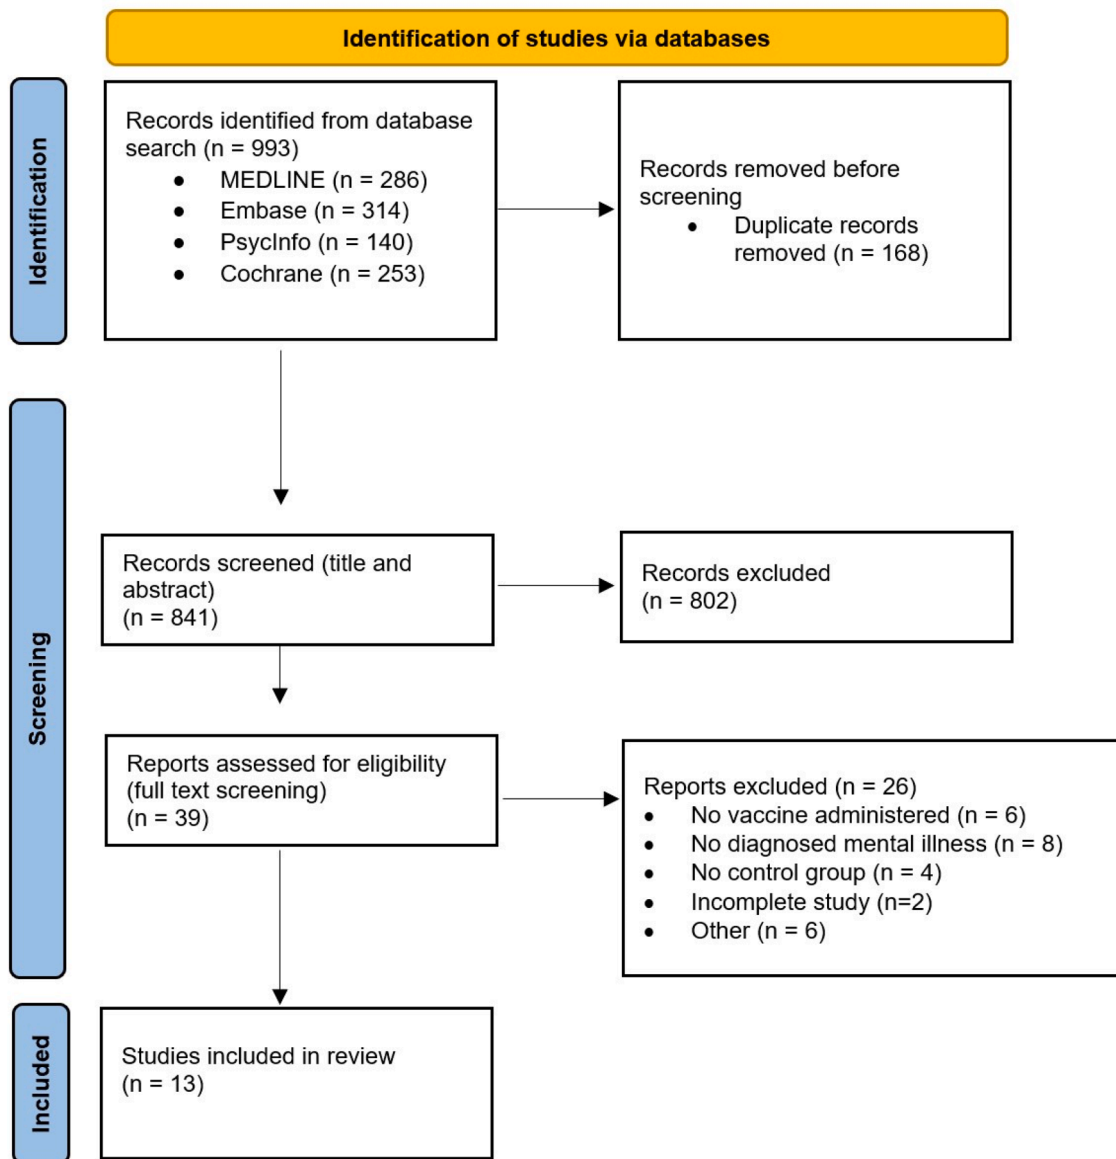 Identification of studies via databases
Identification
Records identified from database
search (n = 993)
• MEDLINE (n = 286)
• Embase (n = 314)
• PsycInfo (n = 140)
• Cochrane (n = 253)
Records removed before
screening
• Duplicate records
removed (n = 168)
Screening
Records screened (title and
abstract)
(n = 841)
Records excluded
(n = 802)
Reports assessed for eligibility
(full text screening)
(n = 39)
Reports excluded (n = 26)
• No vaccine administered (n = 6)
• No diagnosed mental illness (n = 8)
• No control group (n = 4)
• Incomplete study (n=2)
• Other (n = 6)
Included
Studies included in review
(n = 13)